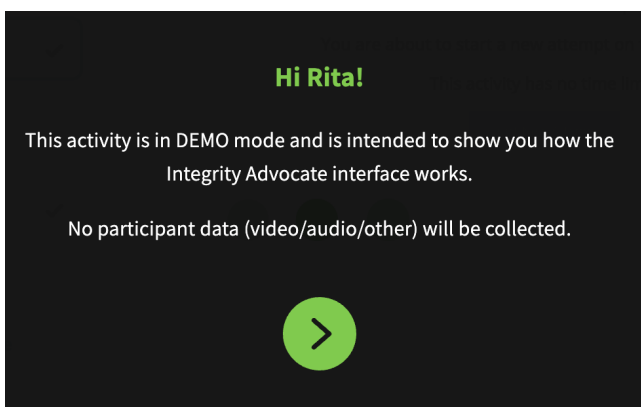 Hi Rita!
This activity is in DEMO mode and is intended to show you how the
Integrity Advocate interface works.
No participant data (video/audio/other) will be collected.